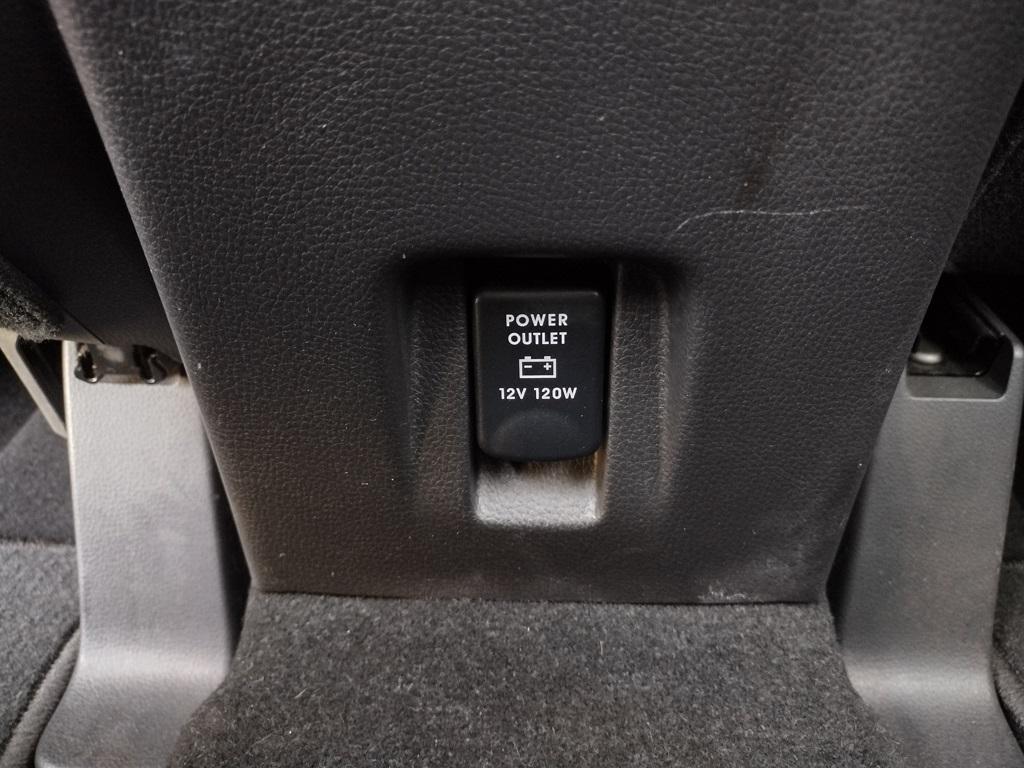 POWER
OUTLET
- +
12V 120W